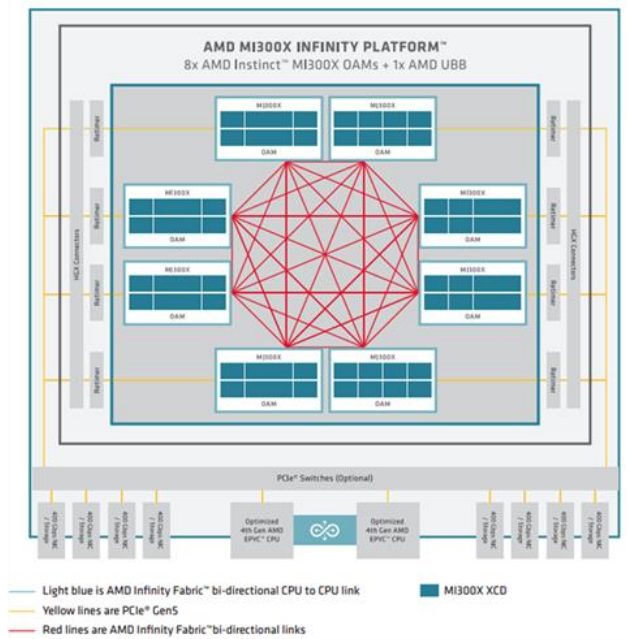 AMD MI300X INFINITY PLATFORM™
8x AMD Instinct™ MI300X OAMs + 1x AMD UBB
MI300X
OAM
MI300X
OAM
Retimer
Retimer
MI300X
OAM
MI300X
OAM
Retimer
Retimer
HGX Connectors
HGX Connectors
MI300X
OAM
MI300X
OAM
Retimer
Retimer
MI300X
OAM
MI300X
OAM
Retimer
Retimer
PCIe® Switches (Optional)
400 Gbps NIC
/ Storage
400 Gbps NIC
/ Storage
400 Gbps NIC
/ Storage
400 Gbps NIC
/ Storage
Optimized
4th Gen AMD
EPYC™ CPU
Optimized
4th Gen AMD
EPYC™ CPU
400 Gbps NIC
/ Storage
400 Gbps NIC
/ Storage
400 Gbps NIC
/ Storage
400 Gbps NIC
/ Storage
Light blue is AMD Infinity Fabric™ bi-directional CPU to CPU link
MI300X XCD
Yellow lines are PCIe® Gen5
Red lines are AMD Infinity Fabric™bi-directional links